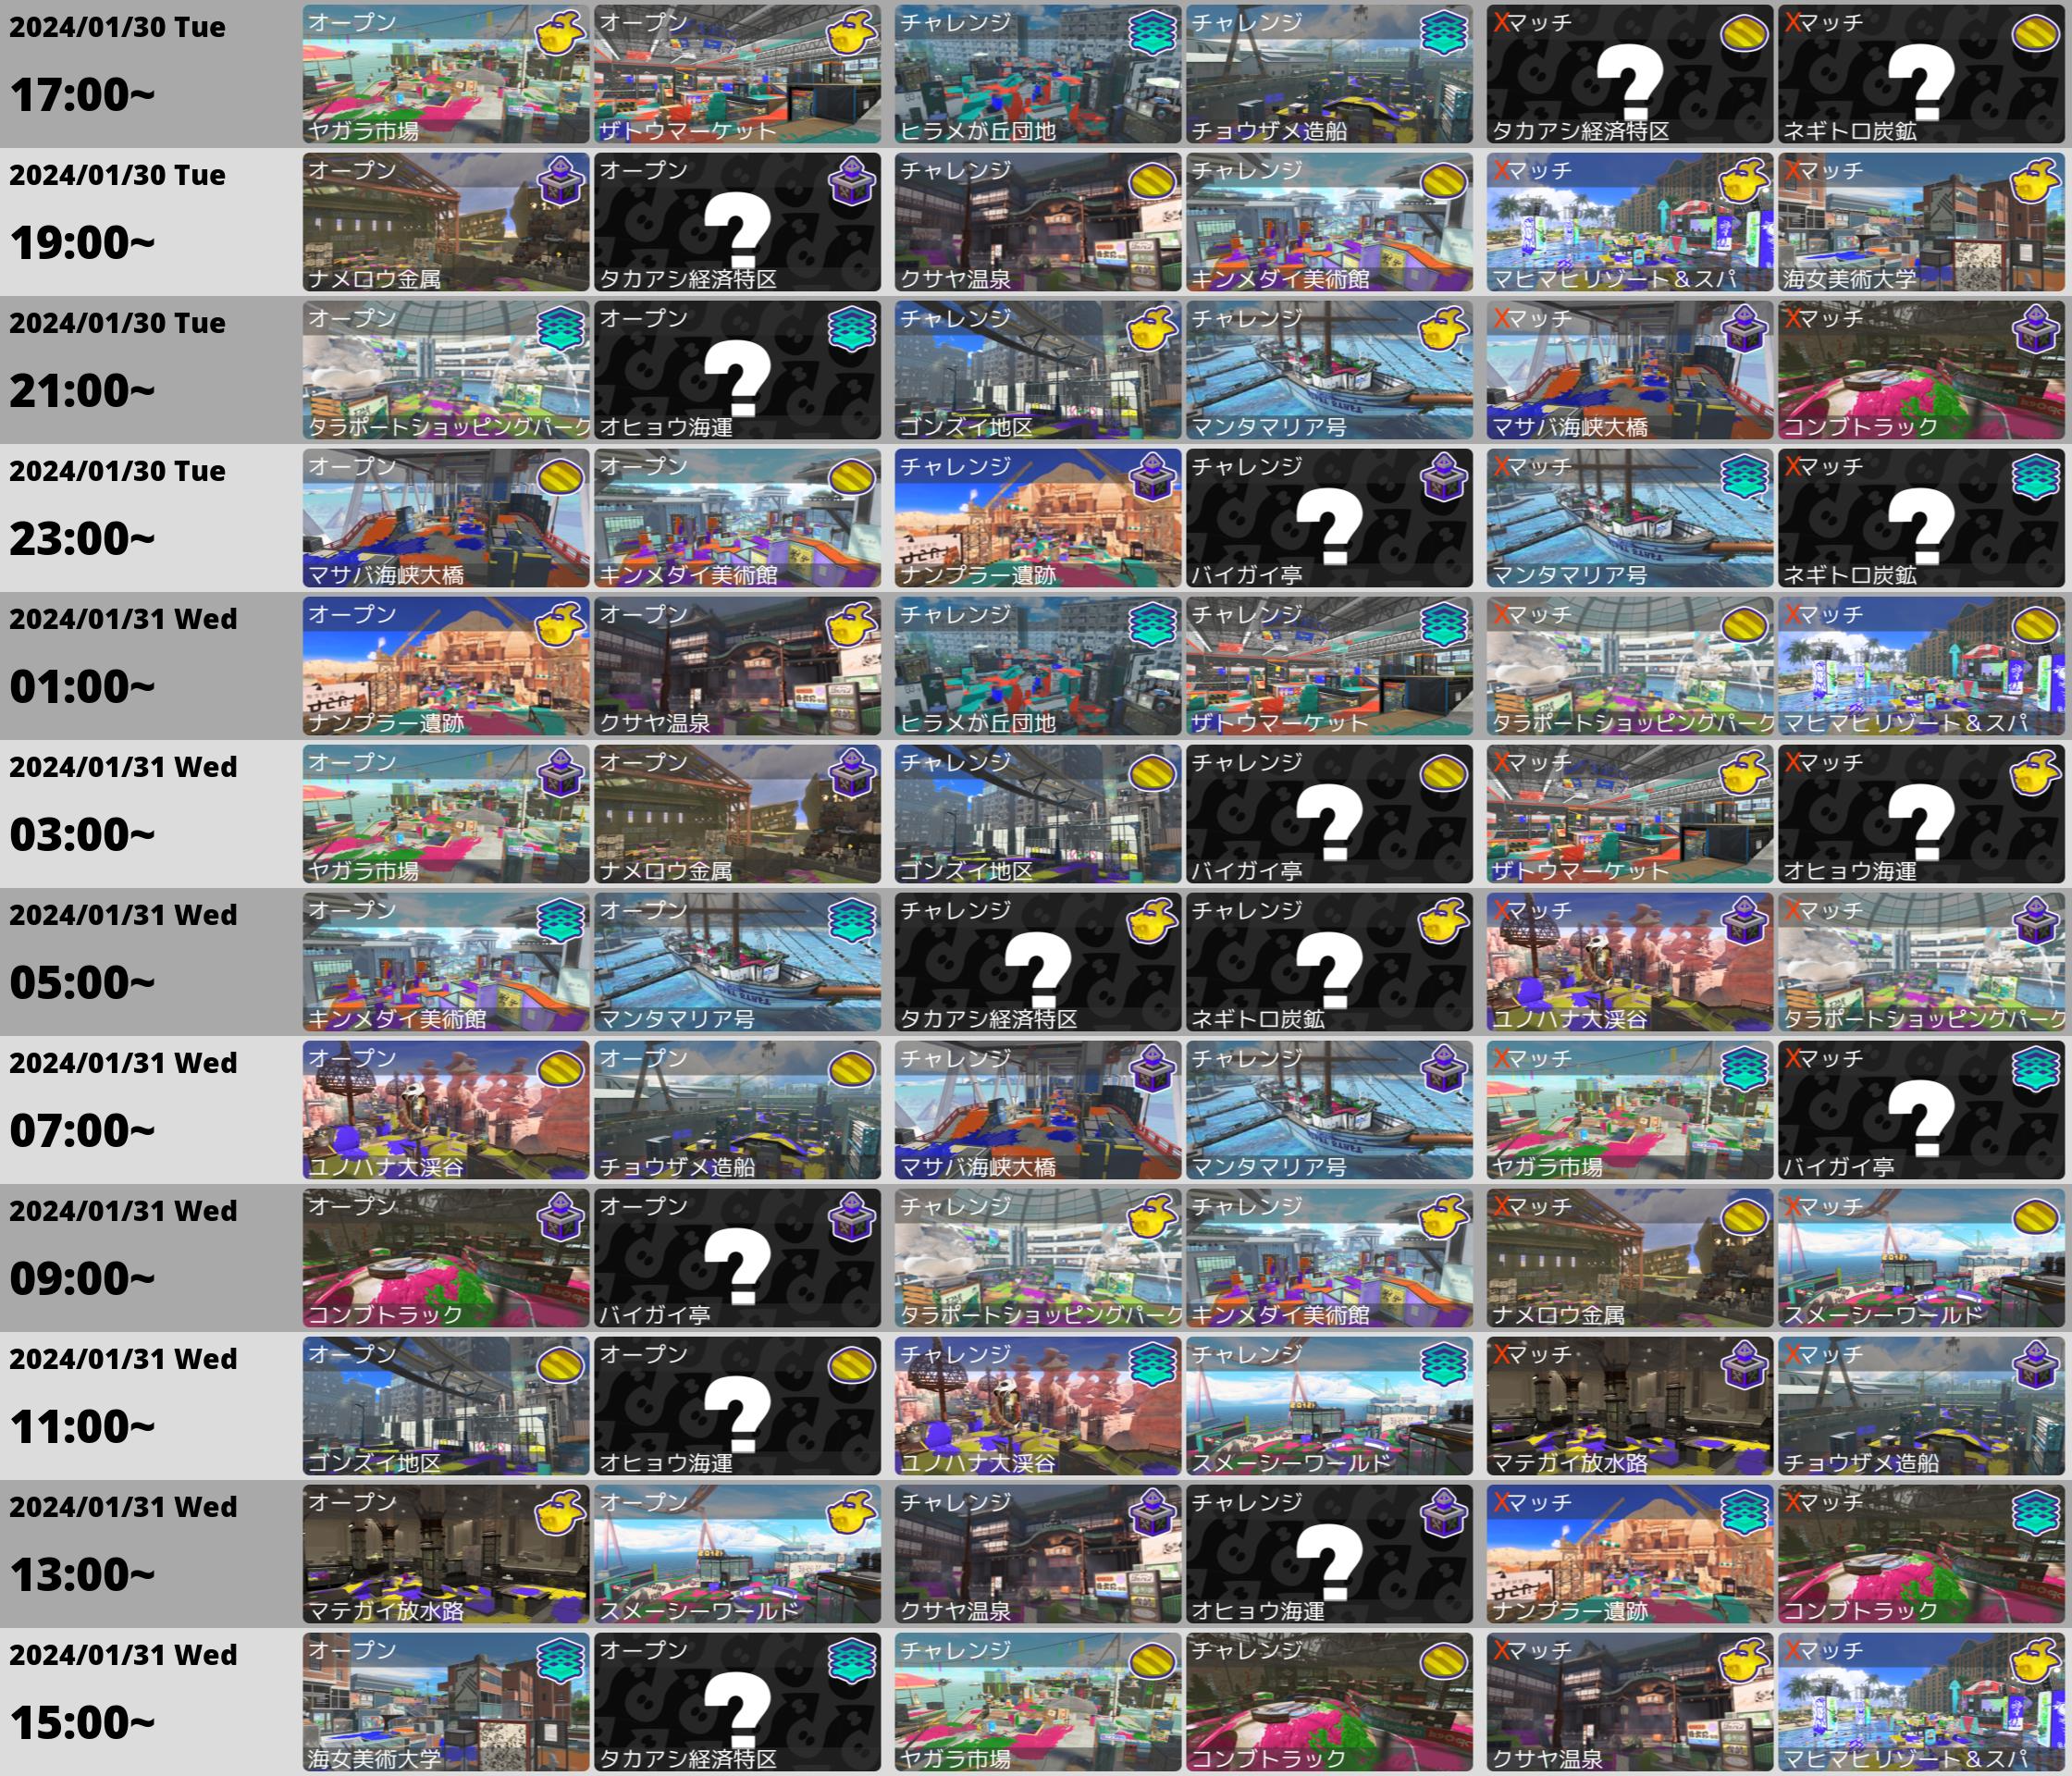 2024/01/30 Tue
17:00~
オープン
ヤガラ市場
オープン
ザトウマーケット
チャレンジ
ヒラメが丘団地
チャレンジ
チョウザメ造船
Xマッチ
?
タカアシ経済特区
Xマッチ
?
ネギトロ炭鉱
2024/01/30 Tue
19:00~
オープン
ナメロウ金属
オープン
?
タカアシ経済特区
チャレンジ
クサヤ温泉
チャレンジ
キンメダイ美術館
Xマッチ
マヒマヒリゾート＆スパ
Xマッチ
海女美術大学
2024/01/30 Tue
21:00~
オープン
タラポートショッピングパーク
オープン
?
オヒョウ海運
チャレンジ
ゴンズイ地区
チャレンジ
マンタマリア号
Xマッチ
マサバ海峡大橋
Xマッチ
コンブトラック
2024/01/30 Tue
23:00~
オープン
マサバ海峡大橋
オープン
キンメダイ美術館
チャレンジ
ナンプラー遺跡
チャレンジ
?
バイガイ亭
Xマッチ
マンタマリア号
Xマッチ
?
ネギトロ炭鉱
2024/01/31 Wed
01:00~
オープン
ナンプラー遺跡
オープン
クサヤ温泉
チャレンジ
ヒラメが丘団地
チャレンジ
ザトウマーケット
Xマッチ
タラポートショッピングパーク
Xマッチ
マヒマヒリゾート＆スパ
2024/01/31 Wed
03:00~
オープン
ヤガラ市場
オープン
ナメロウ金属
チャレンジ
ゴンズイ地区
チャレンジ
?
バイガイ亭
Xマッチ
ザトウマーケット
Xマッチ
?
オヒョウ海運
2024/01/31 Wed
05:00~
オープン
キンメダイ美術館
オープン
マンタマリア号
チャレンジ
?
タカアシ経済特区
チャレンジ
?
ネギトロ炭鉱
Xマッチ
ユノハナ大渓谷
Xマッチ
タラポートショッピングパーク
2024/01/31 Wed
07:00~
オープン
ユノハナ大渓谷
オープン
チョウザメ造船
チャレンジ
マサバ海峡大橋
チャレンジ
マンタマリア号
Xマッチ
ヤガラ市場
Xマッチ
?
バイガイ亭
2024/01/31 Wed
09:00~
オープン
コンブトラック
オープン
?
バイガイ亭
チャレンジ
タラポートショッピングパーク
チャレンジ
キンメダイ美術館
Xマッチ
ナメロウ金属
Xマッチ
スメーシーワールド
2024/01/31 Wed
11:00~
オープン
ゴンズイ地区
オープン
?
オヒョウ海運
チャレンジ
ユノハナ大渓谷
チャレンジ
スメーシーワールド
Xマッチ
マテガイ放水路
Xマッチ
チョウザメ造船
2024/01/31 Wed
13:00~
オープン
マテガイ放水路
オープン
スメーシーワールド
チャレンジ
クサヤ温泉
チャレンジ
?
オヒョウ海運
Xマッチ
ナンプラー遺跡
Xマッチ
コンブトラック
2024/01/31 Wed
15:00~
オープン
海女美術大学
オープン
?
タカアシ経済特区
チャレンジ
ヤガラ市場
チャレンジ
コンブトラック
Xマッチ
クサヤ温泉
Xマッチ
マヒマヒリゾート＆スパ